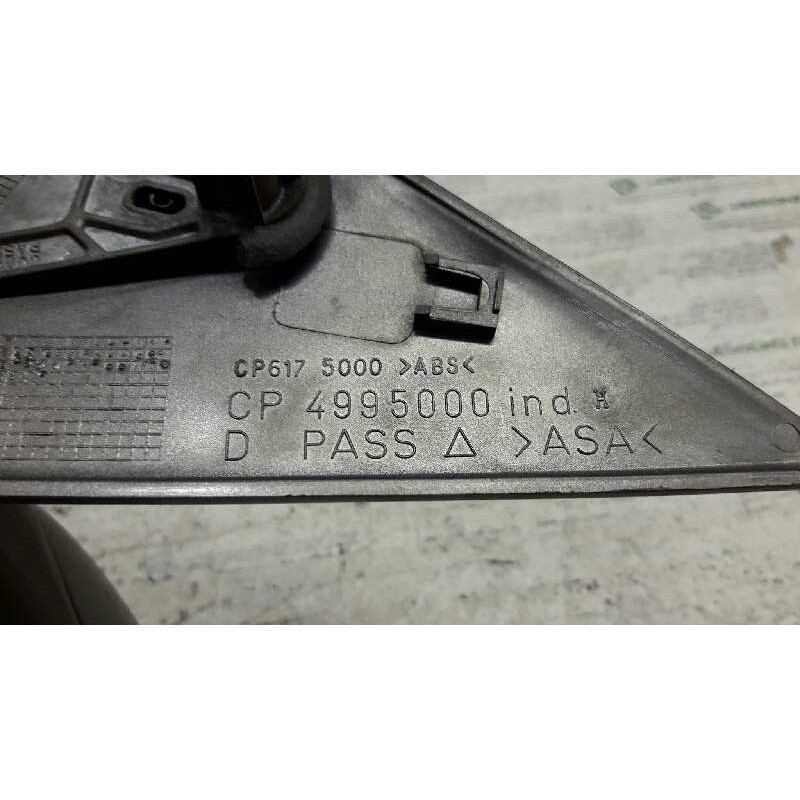 C
CP617 5000 >ABS<
CP 4995000 ind. H
D PASS △ >ASA<